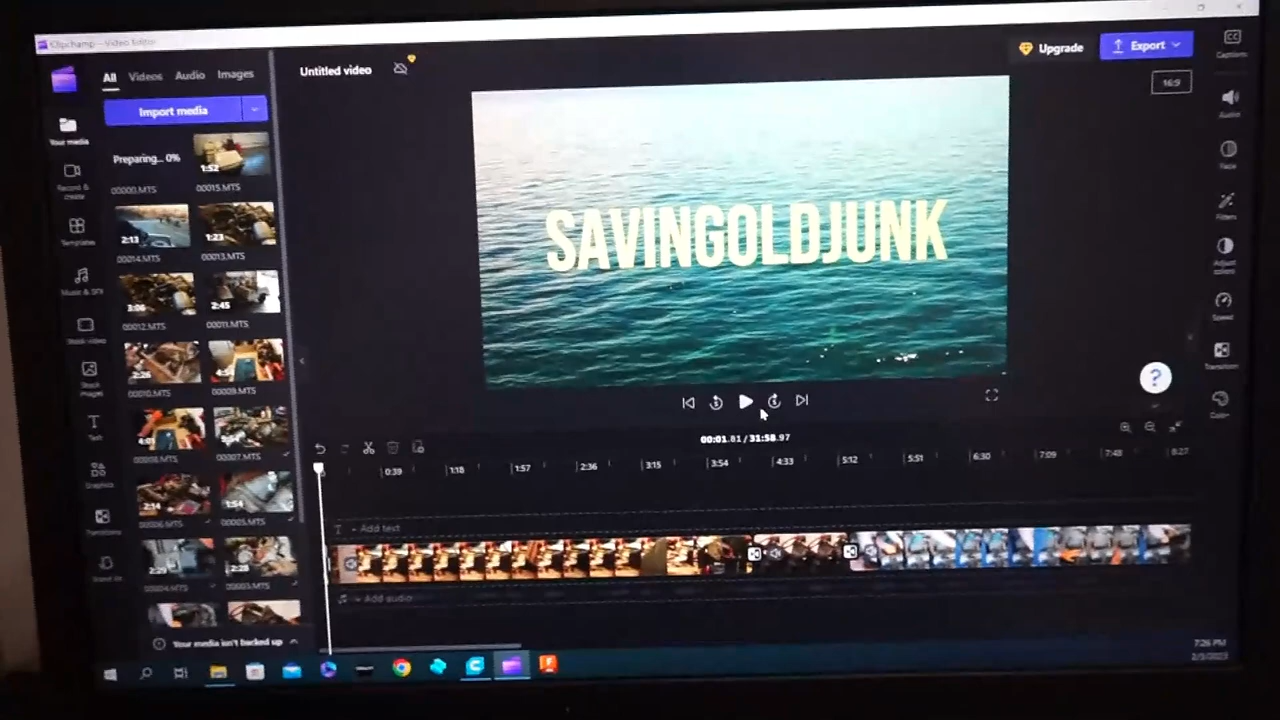 Clipchamp - Video Editor
All Videos Audio Images
Untitled video
Upgrade
Export
Captions
Import media
16:9
Your media
Preparing... 0%
1:52
Audio
00000.MTS
00015.MTS
Record & create
Fade
2:13
1:23
Templates
00014.MTS
00013.MTS
Filters
SAVINGOLDJUNK
Adjust colors
Music & SFX
3:06
2:45
00012.MTS
00011.MTS
Speed
Stock video
00010.MTS
00009.MTS
Transition
Stock images
?
Text
4:01
00008.MTS
00007.MTS
Graphics
00:01.81 / 31:58.97
0:39 1:18 1:57 2:36 3:15 3:54 4:33 5:12 5:51 6:30 7:09 7:48 8:27
2:14
1:54
00006.MTS
00005.MTS
Transitions
T + Add text
Brand kit
2:29
2:28
00004.MTS
00003.MTS
+ Add audio
Your media isn't backed up
7:26 PM
2/3/2023